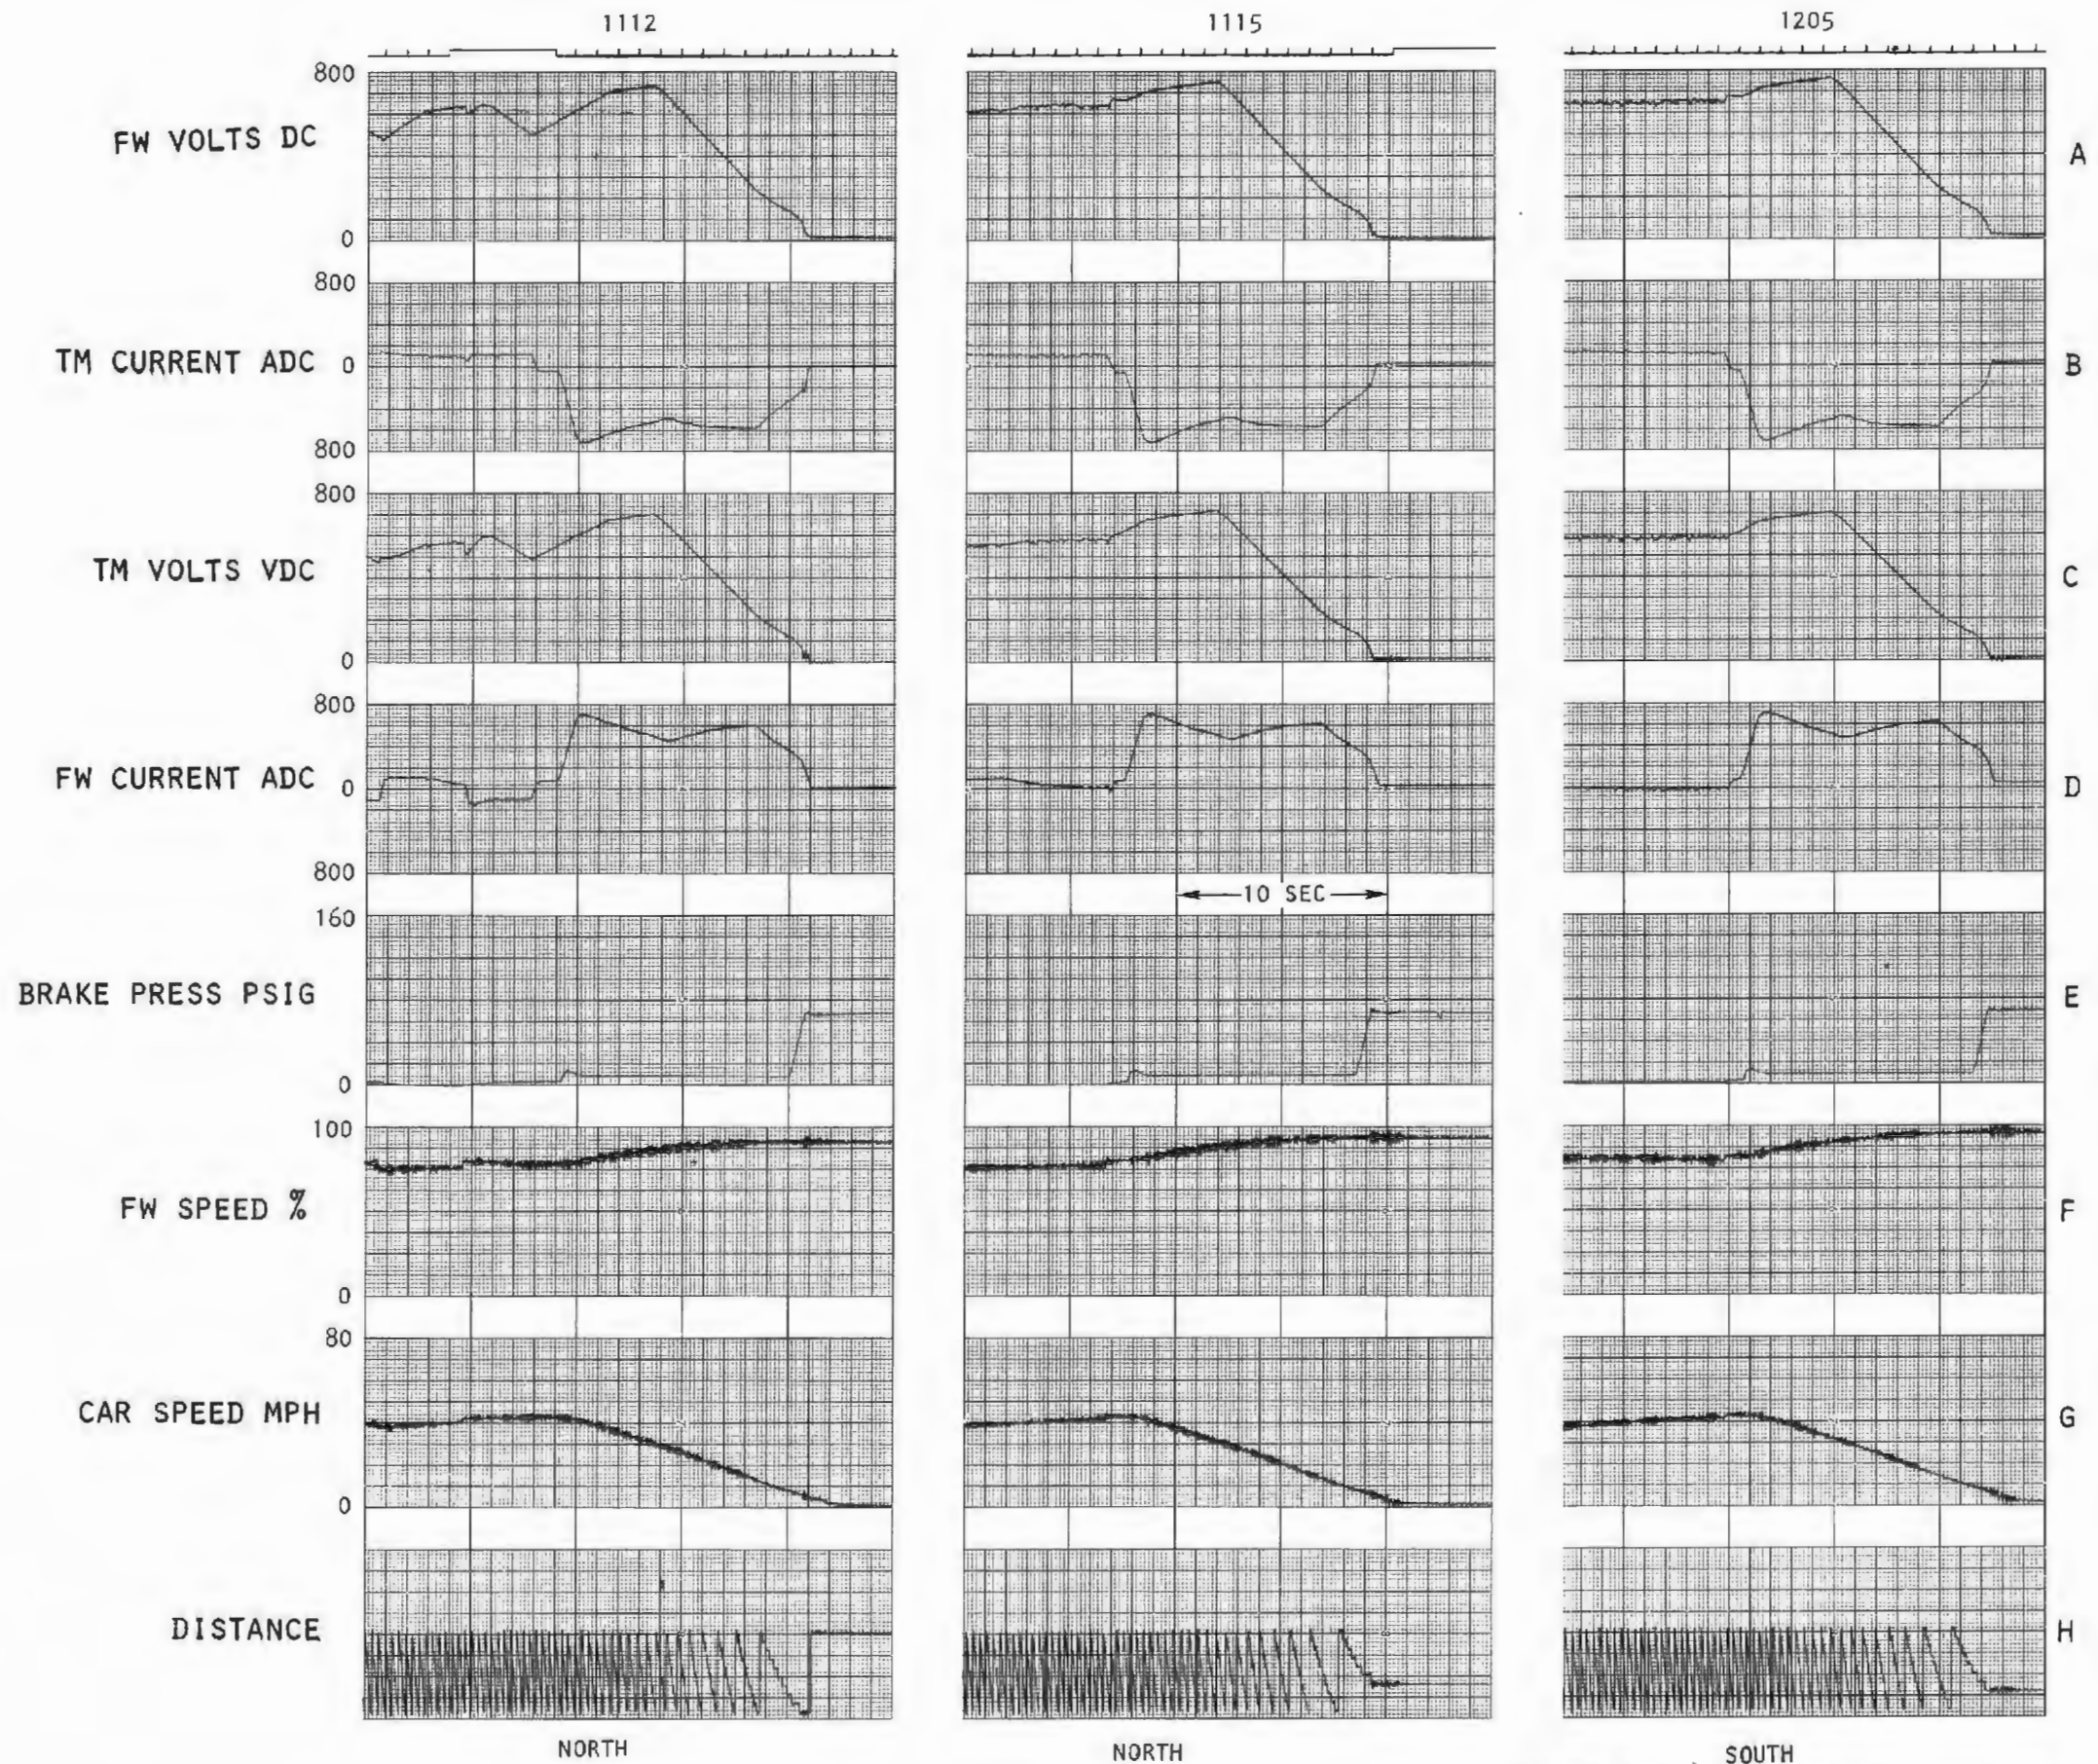 1112 1115 1205
800
FW VOLTS DC A
0
800
TM CURRENT ADC 0 B
800
800
TM VOLTS VDC C
0
800
FW CURRENT ADC 0 D
800
10 SEC
160
BRAKE PRESS PSIG E
0
100
FW SPEED % F
0
80
CAR SPEED MPH G
0
DISTANCE H
NORTH NORTH SOUTH